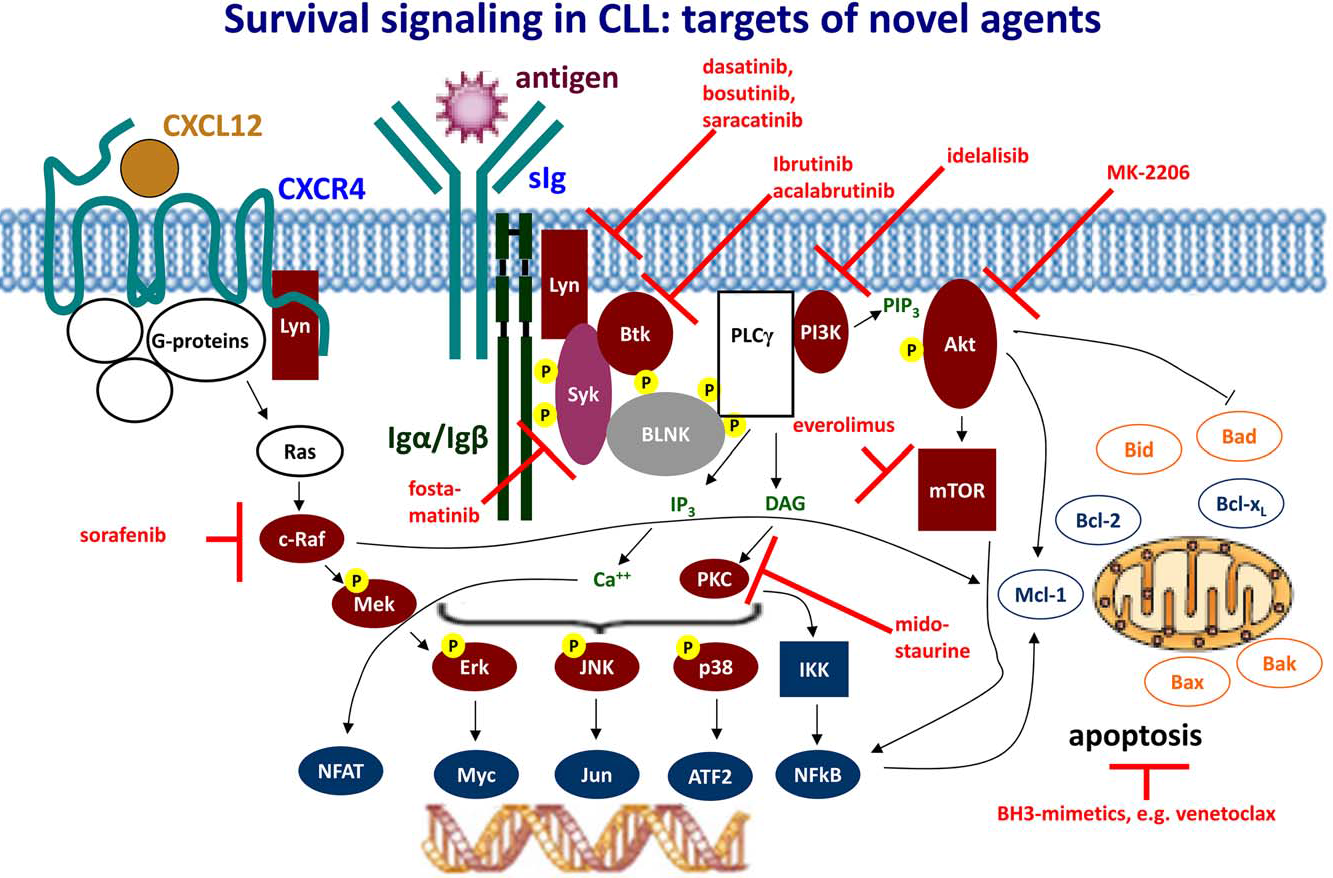 Survival signaling in CLL: targets of novel agents
antigen
dasatinib,
bosutinib,
saracatinib
CXCL12
CXCR4
sIg
Ibrutinib
acalabrutinib
idelalisib
MK-2206
Lyn
G-proteins
Lyn
Btk
PLCγ
PI3K
PIP3
P
Akt
P
Syk
P
P
P
P
BLNK
Igα/Igβ
everolimus
Bid
Bad
Ras
fosta-
matinib
IP3
DAG
mTOR
Bcl-2
Bcl-xL
sorafenib
c-Raf
Ca++
PKC
P
Mek
Mcl-1
mido-
staurine
P
Erk
P
JNK
P
p38
IKK
Bax
Bak
apoptosis
NFAT
Myc
Jun
ATF2
NFkB
BH3-mimetics, e.g. venetoclax